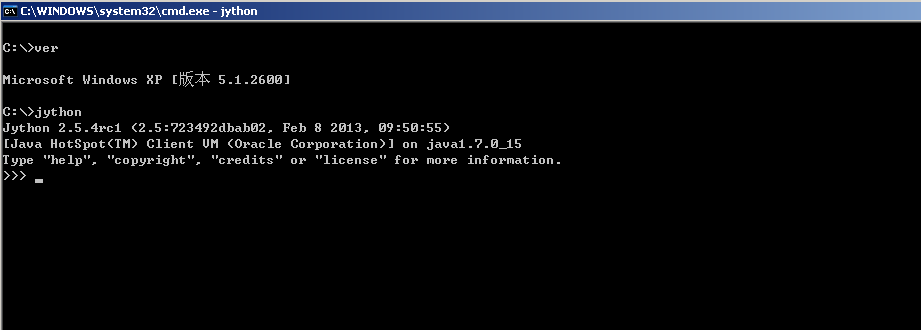 C:\WINDOWS\system32\cmd.exe - jython
C:\>ver
Microsoft Windows XP [版本 5.1.2600]
C:\>jython
Jython 2.5.4rc1 (2.5:723492dbab02, Feb 8 2013, 09:50:55)
[Java HotSpot(TM) Client VM (Oracle Corporation)] on java1.7.0_15
Type "help", "copyright", "credits" or "license" for more information.
>>> _